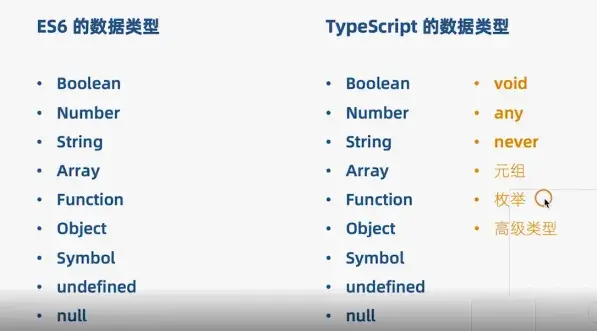 ES6 的数据类型
• Boolean
• Number
• String
• Array
• Function
• Object
• Symbol
• undefined
• null
TypeScript 的数据类型
• Boolean
• Number
• String
• Array
• Function
• Object
• Symbol
• undefined
• null
• void
• any
• never
• 元组
• 枚举
• 高级类型